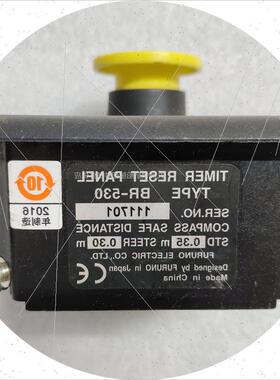 TIMER RESET PANEL
TYPE BR-530
SER.NO. 111701
COMPASS SAFE DISTANCE
STD 0.35 m STEER 0.30 m
FURUNO ELECTRIC CO., LTD.
Designed by FURUNO in Japan
Made in China
10
2016
年制造